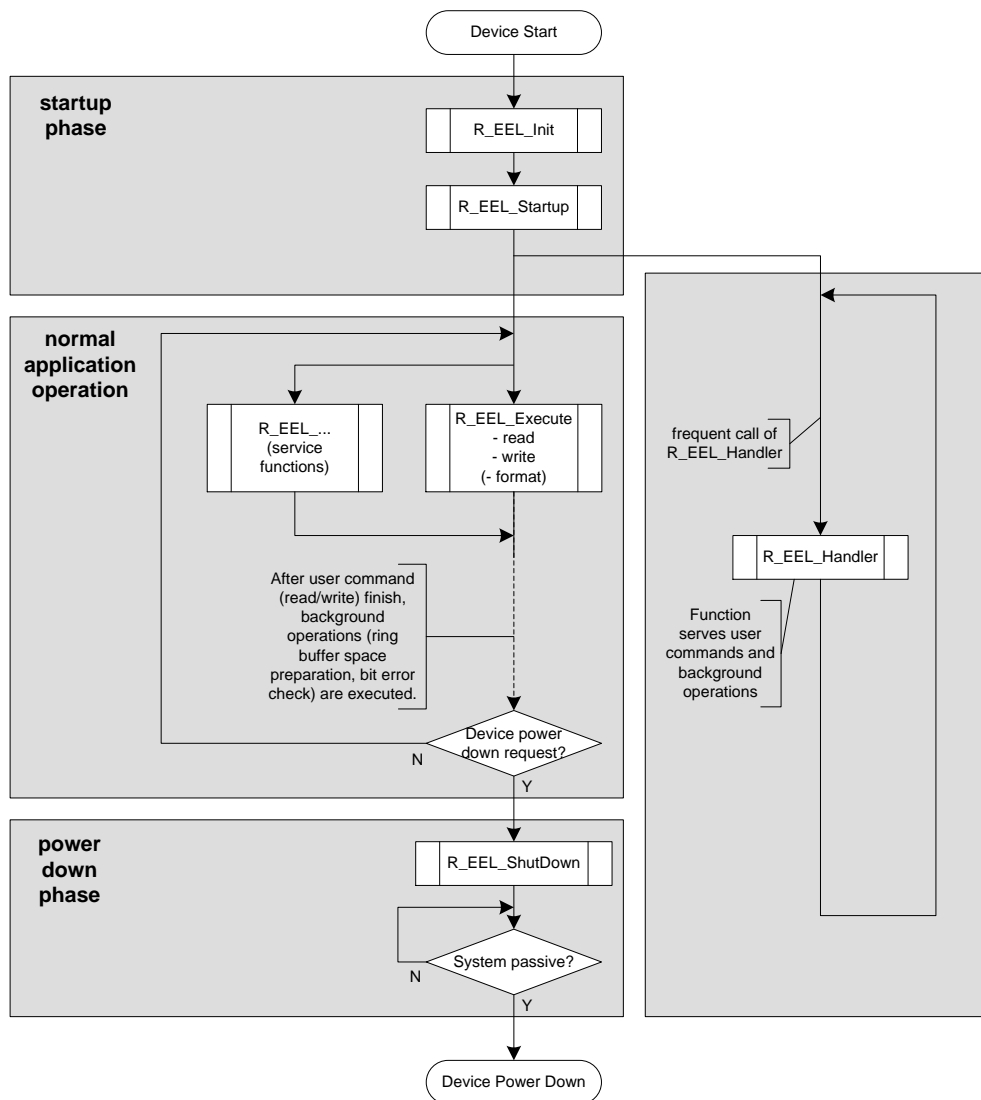 Device Start
startup
phase
R_EEL_Init
R_EEL_Startup
normal
application
operation
R_EEL_...
(service
functions)
R_EEL_Execute
- read
- write
(- format)
After user command
(read/write) finish,
background
operations (ring
buffer space
preparation, bit error
check) are executed.
Device power
down request?
N
Y
frequent call of
R_EEL_Handler
R_EEL_Handler
Function
serves user
commands and
background
operations
power
down
phase
R_EEL_ShutDown
System passive?
N
Y
Device Power Down